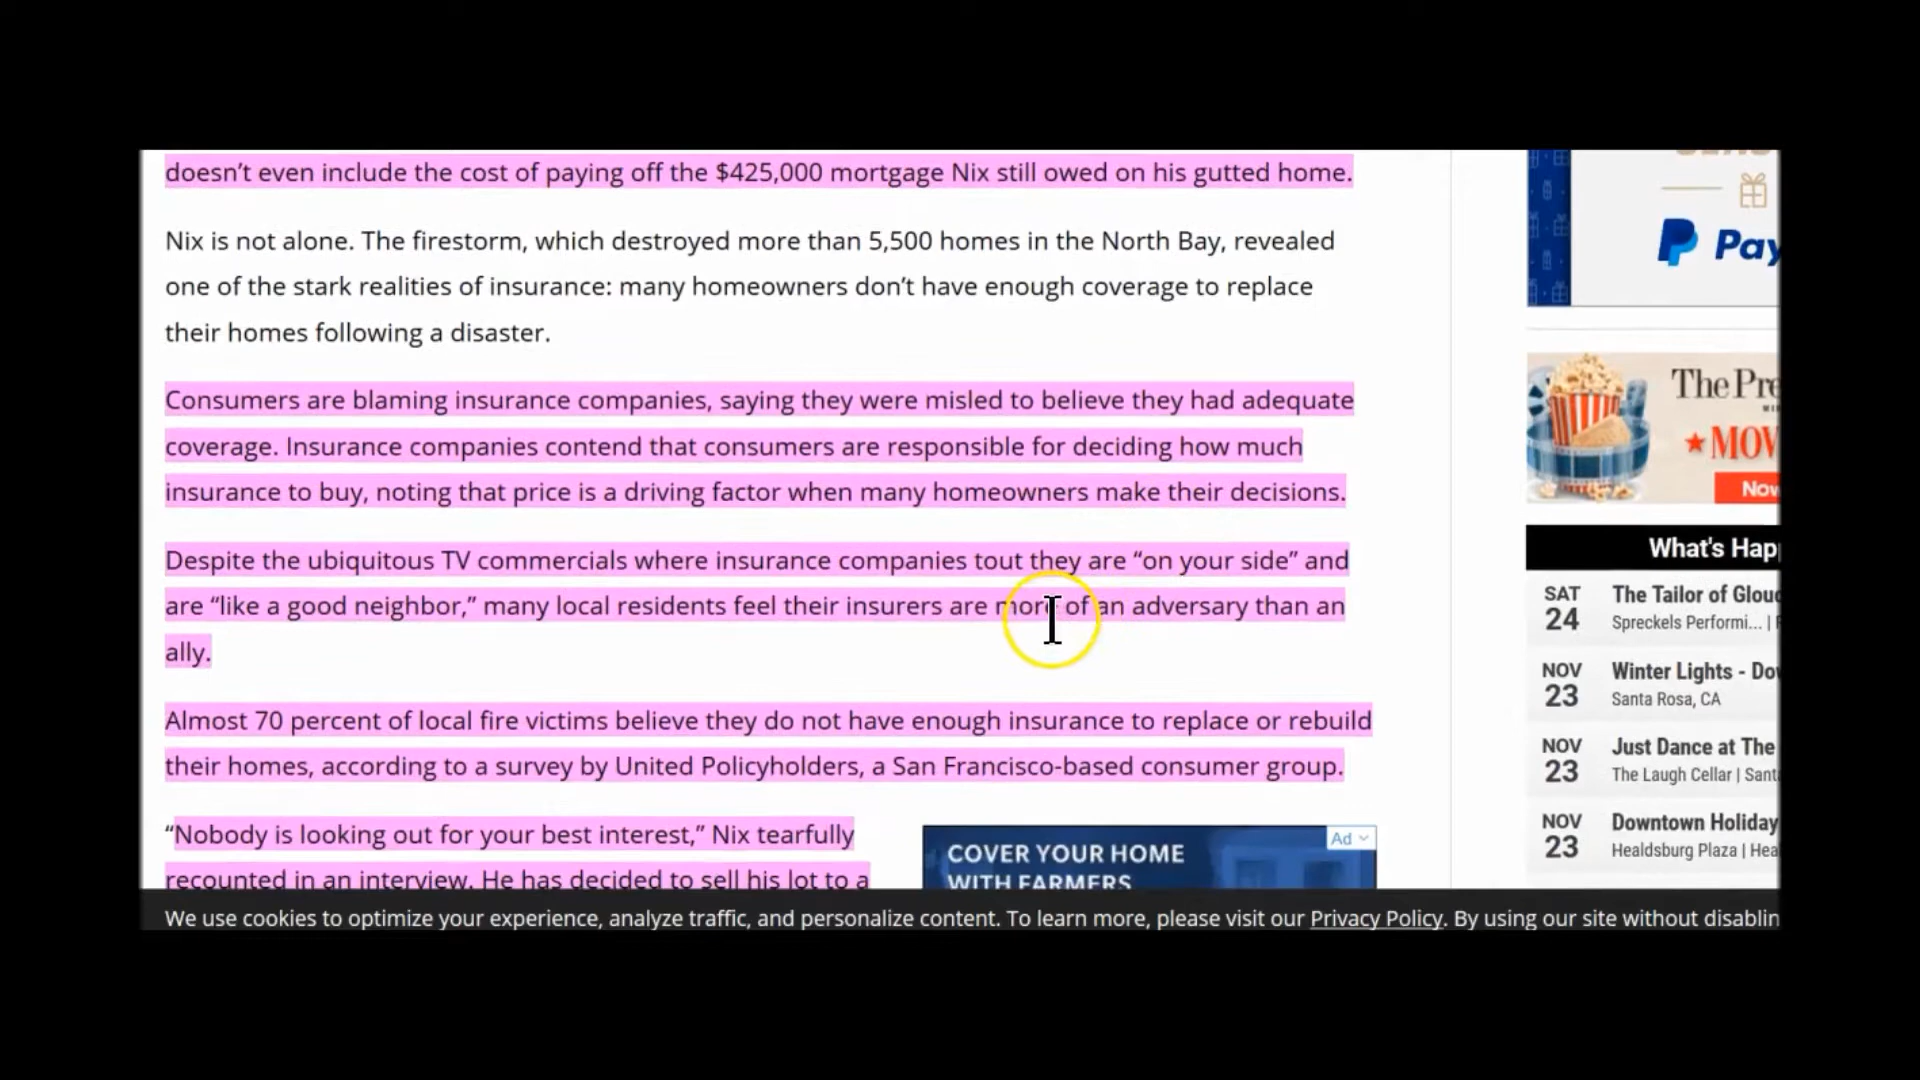 doesn’t even include the cost of paying off the $425,000 mortgage Nix still owed on his gutted home.
Nix is not alone. The firestorm, which destroyed more than 5,500 homes in the North Bay, revealed
one of the stark realities of insurance: many homeowners don’t have enough coverage to replace
their homes following a disaster.
Consumers are blaming insurance companies, saying they were misled to believe they had adequate
coverage. Insurance companies contend that consumers are responsible for deciding how much
insurance to buy, noting that price is a driving factor when many homeowners make their decisions.
Despite the ubiquitous TV commercials where insurance companies tout they are “on your side” and
are “like a good neighbor,” many local residents feel their insurers are more of an adversary than an
ally.
Almost 70 percent of local fire victims believe they do not have enough insurance to replace or rebuild
their homes, according to a survey by United Policyholders, a San Francisco-based consumer group.
“Nobody is looking out for your best interest,” Nix tearfully
recounted in an interview. He has decided to sell his lot to a
Ad
COVER YOUR HOME
WITH FARMERS
Pay
The Pre
MOV
Now
What's Hap
SAT
24
The Tailor of Glouc
Spreckels Performi... |
NOV
23
Winter Lights - Do
Santa Rosa, CA
NOV
23
Just Dance at The
The Laugh Cellar | Sant
NOV
23
Downtown Holiday
Healdsburg Plaza | Hea
We use cookies to optimize your experience, analyze traffic, and personalize content. To learn more, please visit our Privacy Policy. By using our site without disablin